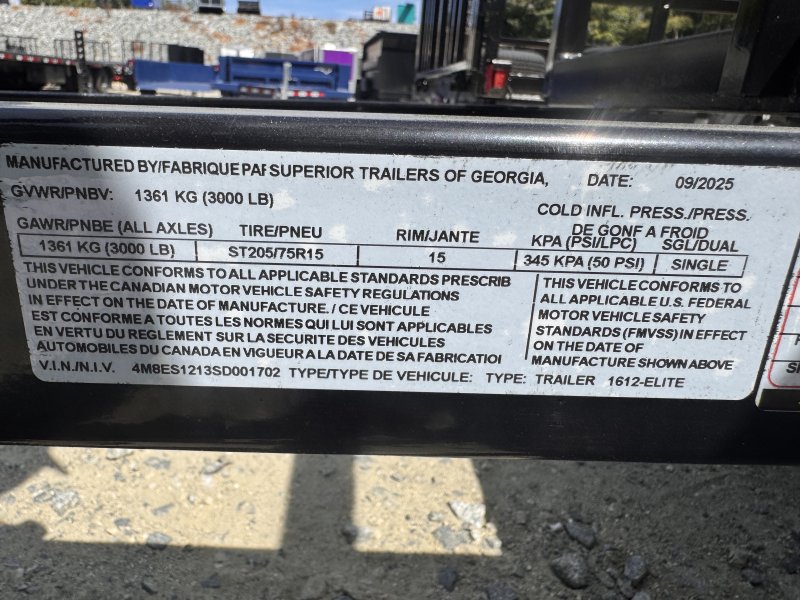 MANUFACTURED BY/FABRIQUE PAR SUPERIOR TRAILERS OF GEORGIA, DATE: 09/2025
GVWR/PNBV: 1361 KG (3000 LB)
COLD INFL. PRESS./PRESS.
DE GONF A FROID
GAWR/PNBE (ALL AXLES) TIRE/PNEU RIM/JANTE KPA (PSI/LPC) SGL/DUAL
1361 KG (3000 LB) ST205/75R15 15 345 KPA (50 PSI) SINGLE
THIS VEHICLE CONFORMS TO ALL APPLICABLE STANDARDS PRESCRIB
UNDER THE CANADIAN MOTOR VEHICLE SAFETY REGULATIONS
IN EFFECT ON THE DATE OF MANUFACTURE. / CE VEHICULE
EST CONFORME A TOUTES LES NORMES QUI LUI SONT APPLICABLES
EN VERTU DU REGLEMENT SUR LA SECURITE DES VEHICULES
AUTOMOBILES DU CANADA EN VIGUEUR A LA DATE DE SA FABRICATIOI
THIS VEHICLE CONFORMS TO
ALL APPLICABLE U.S. FEDERAL
MOTOR VEHICLE SAFETY
STANDARDS (FMVSS) IN EFFECT
ON THE DATE OF
MANUFACTURE SHOWN ABOVE
V.I.N./N.I.V. 4M8ES1213SD001702 TYPE/TYPE DE VEHICULE: TYPE: TRAILER 1612-ELITE